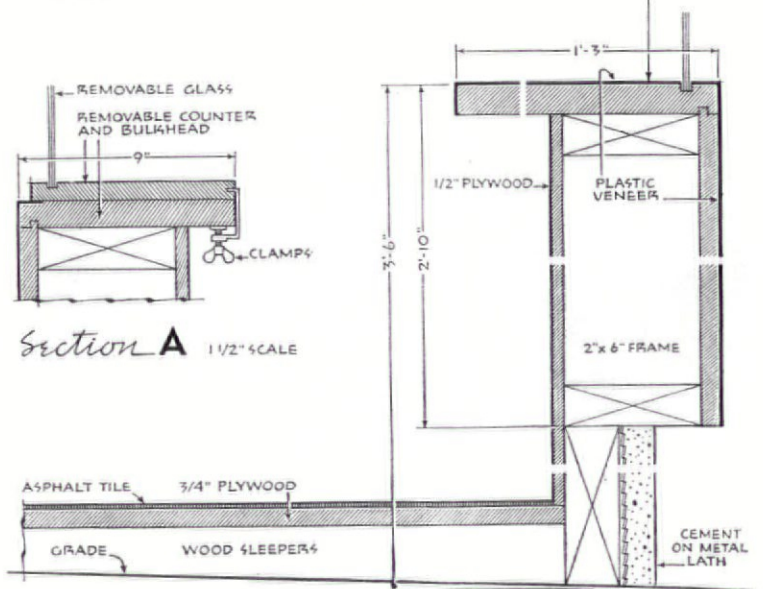 REMOVABLE GLASS
REMOVABLE COUNTER
AND BULKHEAD
9"
CLAMPS
Section A 1 1/2" SCALE
1'-3"
1/2" PLYWOOD
PLASTIC
VENEER
3'-6"
2'-10"
2"x 6" FRAME
ASPHALT TILE
3/4" PLYWOOD
GRADE
WOOD SLEEPERS
CEMENT
ON METAL
LATH